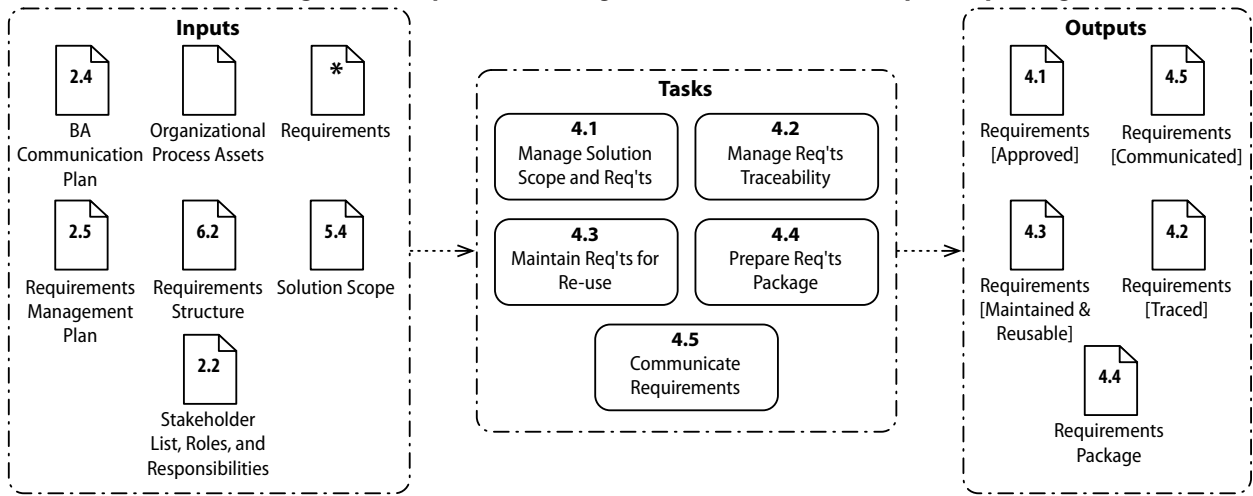 Inputs
2.4
BA
Communication
Plan
Organizational
Process Assets
*
Requirements
2.5
Requirements
Management
Plan
6.2
Requirements
Structure
5.4
Solution Scope
2.2
Stakeholder
List, Roles, and
Responsibilities
Tasks
4.1
Manage Solution
Scope and Req'ts
4.2
Manage Req'ts
Traceability
4.3
Maintain Req'ts for
Re-use
4.4
Prepare Req'ts
Package
4.5
Communicate
Requirements
Outputs
4.1
Requirements
[Approved]
4.5
Requirements
[Communicated]
4.3
Requirements
[Maintained &
Reusable]
4.2
Requirements
[Traced]
4.4
Requirements
Package